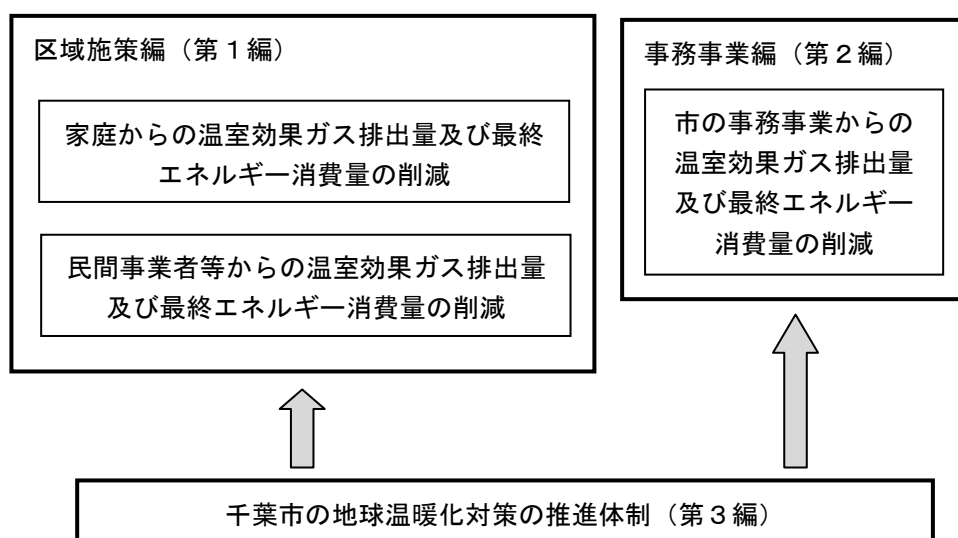 区域施策編（第１編）
家庭からの温室効果ガス排出量及び最終
エネルギー消費量の削減
民間事業者等からの温室効果ガス排出量
及び最終エネルギー消費量の削減
事務事業編（第２編）
市の事務事業からの
温室効果ガス排出量
及び最終エネルギー
消費量の削減
千葉市の地球温暖化対策の推進体制（第３編）